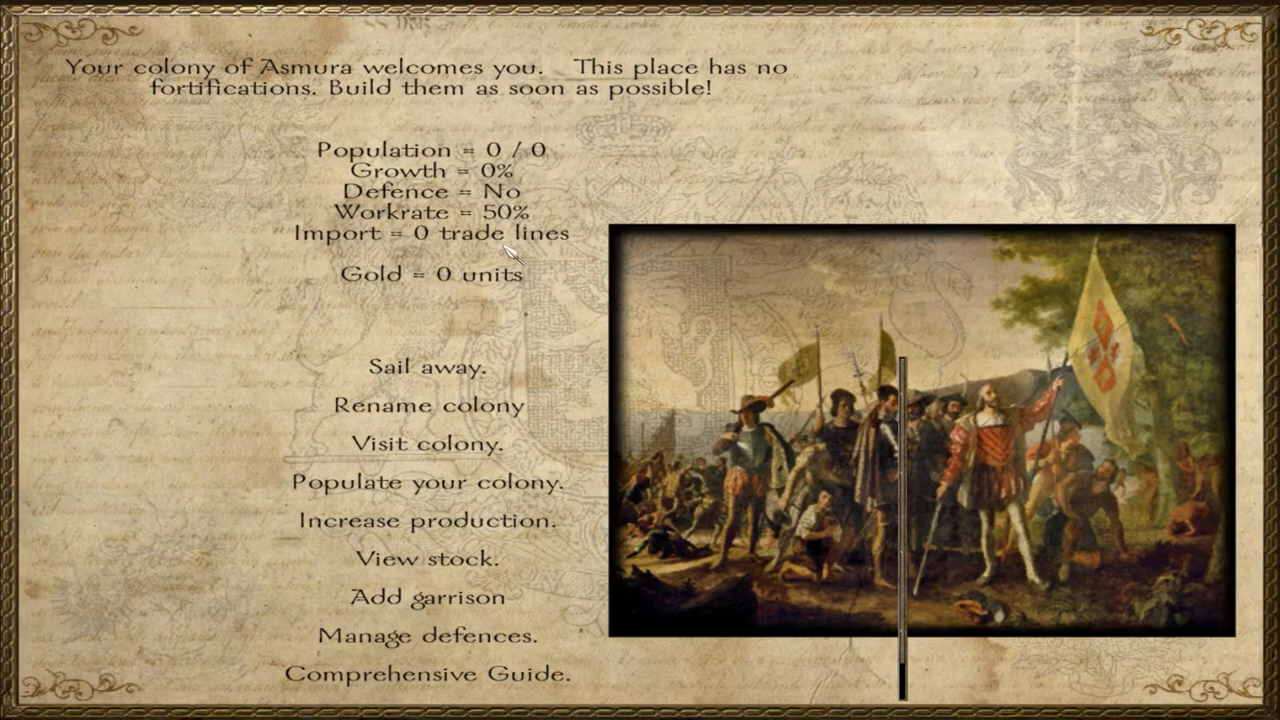 Your colony of Asmura welcomes you. This place has no
fortifications. Build them as soon as possible!
Population = 0 / 0
Growth = 0%
Defence = No
Workrate = 50%
Import = 0 trade lines
Gold = 0 units
Sail away.
Rename colony
Visit colony.
Populate your colony.
Increase production.
View stock.
Add garrison
Manage defences.
Comprehensive Guide.